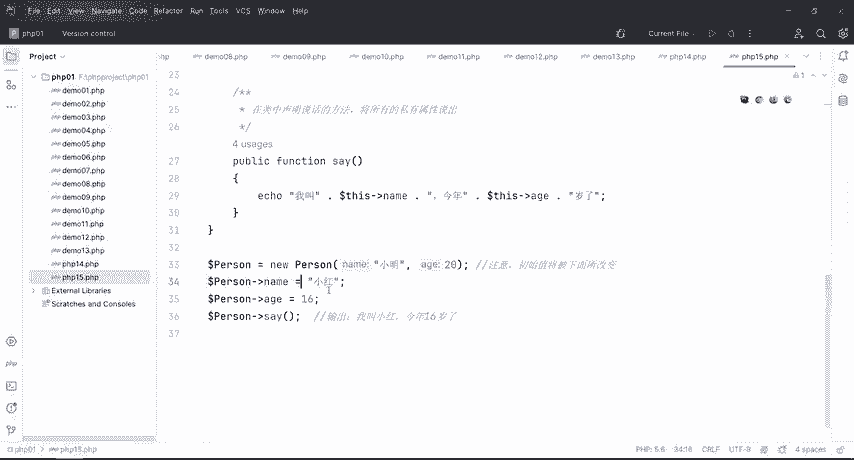 File Edit View Navigate Code Refactor Run Tools VCS Window Help
php01 Version control Current File
Project
demo08.php demo09.php demo10.php demo11.php demo12.php demo13.php php14.php php15.php
php01 F:\phpproject\php01
demo01.php
demo02.php
demo03.php
demo04.php
demo05.php
demo06.php
demo07.php
demo08.php
demo09.php
demo10.php
demo11.php
demo12.php
demo13.php
php14.php
php15.php
External Libraries
Scratches and Consoles
23
24 /**
25 * 在类中声明说话的方法，将所有的私有属性说出
26 */
4 usages
27 public function say()
28 {
29 echo "我叫" . $this->name . "，今年" . $this->age . "岁了";
30 }
31 }
32
33 $Person = new Person( name: "小明", age: 20); //注意，初始值将被下面所改变
34 $Person->name = "小红";
35 $Person->age = 16;
36 $Person->say(); //输出：我叫小红，今年16岁了
37
1
php01 > php15.php PHP: 5.6 34:16 CRLF UTF-8 4 spaces